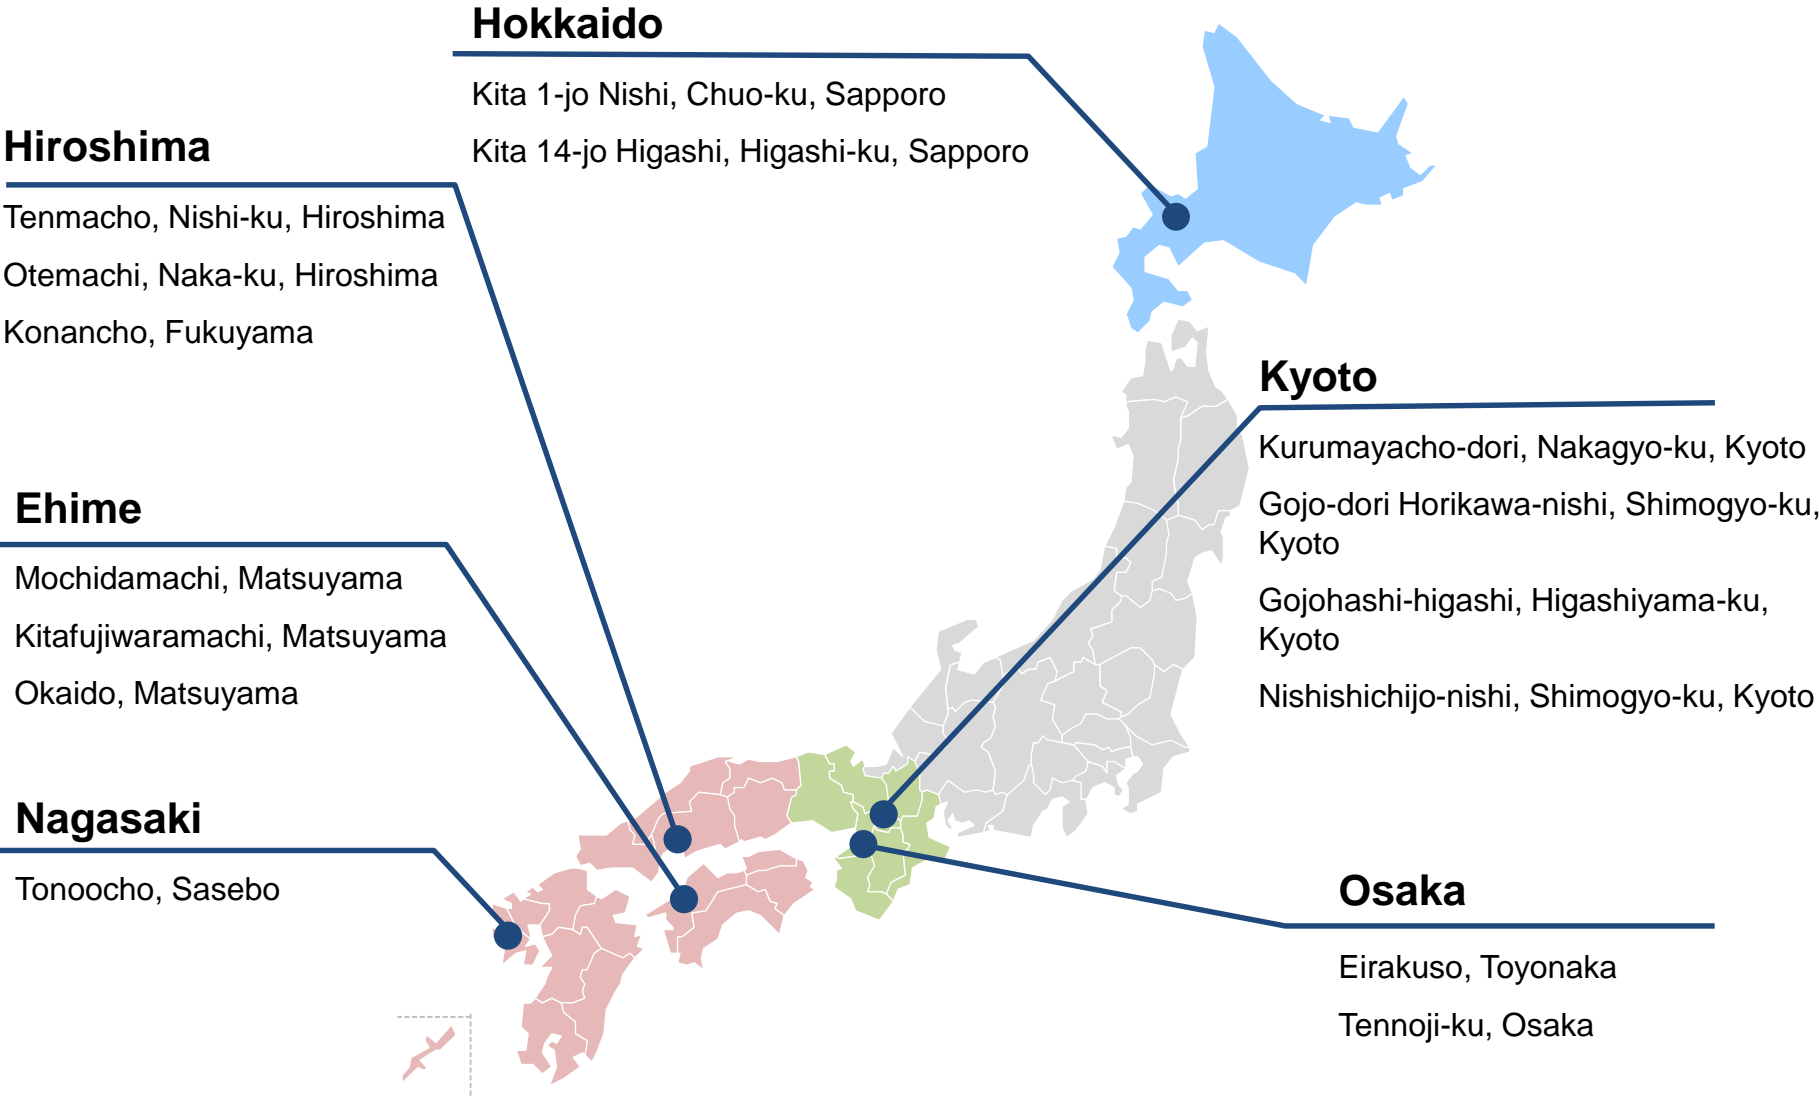 Hokkaido
Kita 1-jo Nishi, Chuo-ku, Sapporo
Kita 14-jo Higashi, Higashi-ku, Sapporo
Hiroshima
Tenmacho, Nishi-ku, Hiroshima
Otemachi, Naka-ku, Hiroshima
Konancho, Fukuyama
Kyoto
Kurumayacho-dori, Nakagyo-ku, Kyoto
Gojo-dori Horikawa-nishi, Shimogyo-ku,
Kyoto
Gojohashi-higashi, Higashiyama-ku,
Kyoto
Nishishichijo-nishi, Shimogyo-ku, Kyoto
Ehime
Mochidamachi, Matsuyama
Kitafujiwaramachi, Matsuyama
Okaido, Matsuyama
Nagasaki
Tonoocho, Sasebo
Osaka
Eirakuso, Toyonaka
Tennoji-ku, Osaka